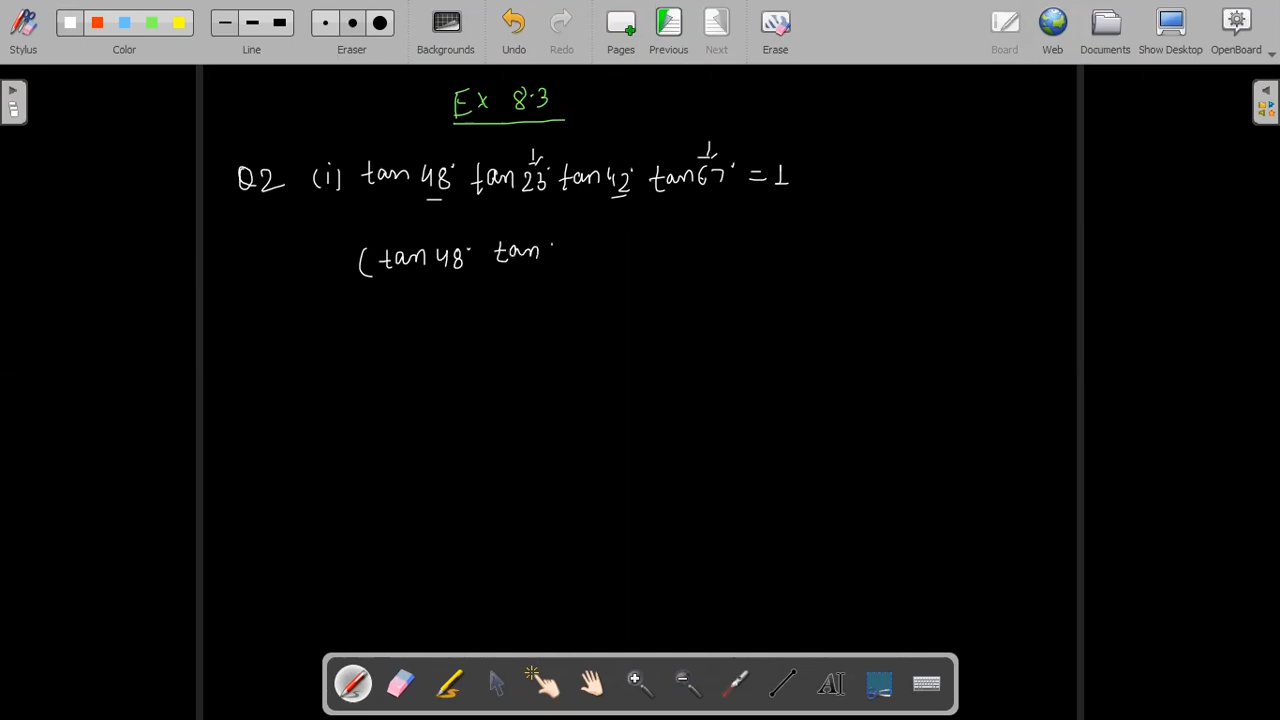 Stylus Color Line Eraser Backgrounds Undo Redo Pages Previous Next Erase Board Web Documents Show Desktop OpenBoard
Ex 8.3
Q2 (i) tan 48° tan 23° tan 42° tan 67° = 1
(tan 48° tan